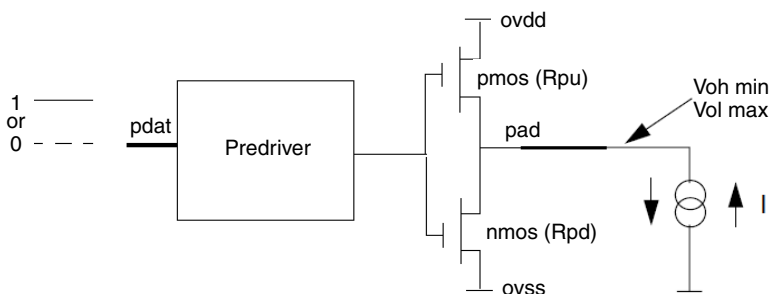 ovdd
pmos (Rpu)
Voh min
Vol max
1
or
0
pdat
Predriver
pad
nmos (Rpd)
I
ovss